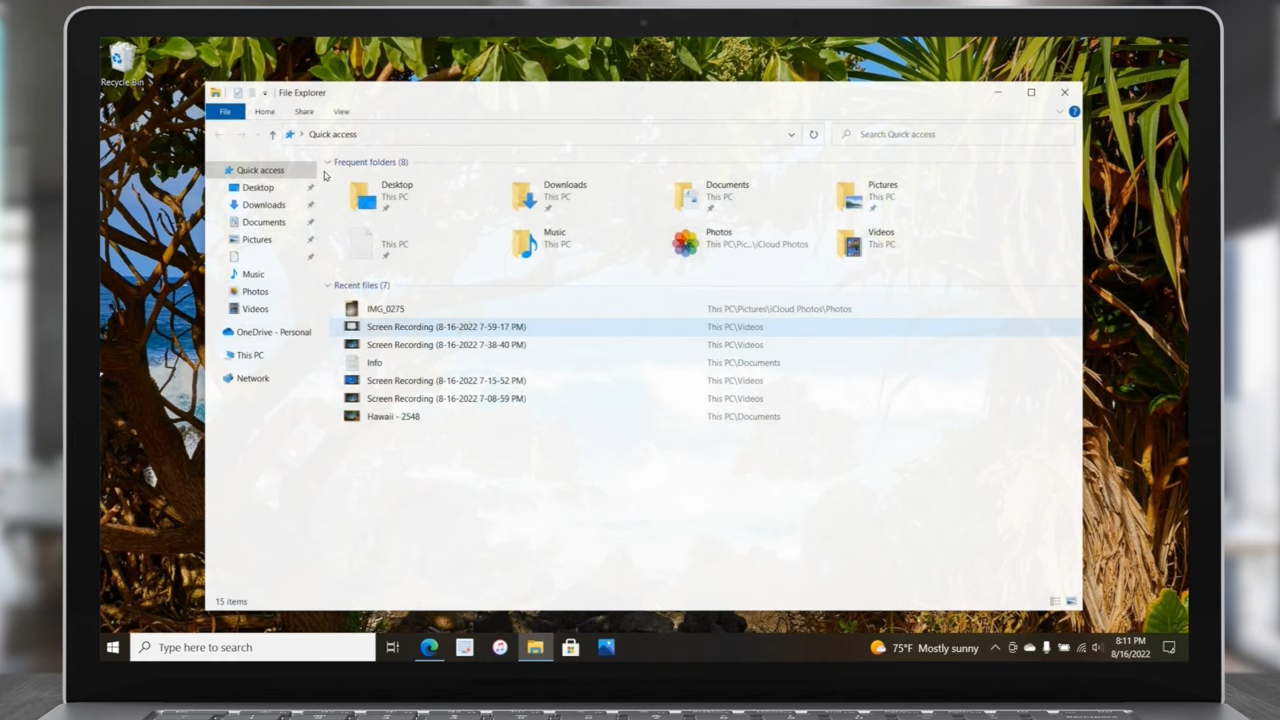 Recycle Bin
File Explorer
File Home Share View
Quick access
Search Quick access
Quick access
Desktop
Downloads
Documents
Pictures
Music
Photos
Videos
OneDrive - Personal
This PC
Network
Frequent folders (8)
Desktop
This PC
Downloads
This PC
Documents
This PC
Pictures
This PC
This PC
Music
This PC
Photos
This PC\Pic...\iCloud Photos
Videos
This PC
Recent files (7)
IMG_0275 This PC\Pictures\iCloud Photos\Photos
Screen Recording (8-16-2022 7-59-17 PM) This PC\Videos
Screen Recording (8-16-2022 7-38-40 PM) This PC\Videos
Info This PC\Documents
Screen Recording (8-16-2022 7-15-52 PM) This PC\Videos
Screen Recording (8-16-2022 7-08-59 PM) This PC\Videos
Hawaii - 2548 This PC\Documents
15 items
Type here to search
75°F Mostly sunny
8:11 PM
8/16/2022